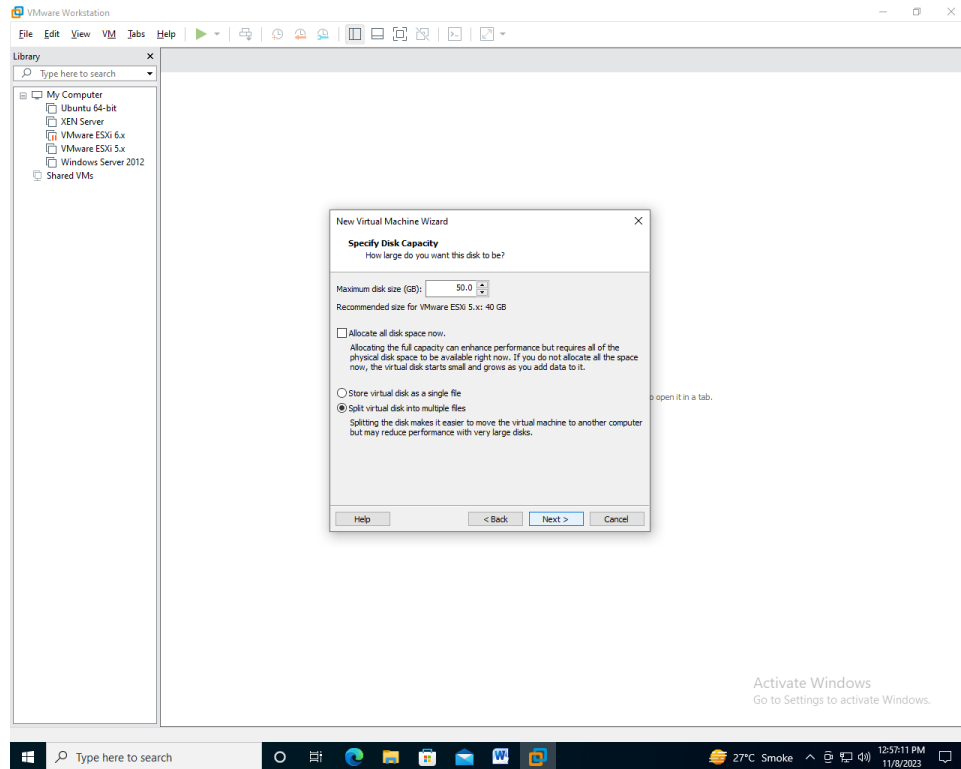 VMware Workstation
File Edit View VM Tabs Help
Library
Type here to search
My Computer
Ubuntu 64-bit
XEN Server
VMware ESXi 6.x
VMware ESXi 5.x
Windows Server 2012
Shared VMs
New Virtual Machine Wizard
Specify Disk Capacity
How large do you want this disk to be?
Maximum disk size (GB): 50.0
Recommended size for VMware ESXi 5.x: 40 GB
Allocate all disk space now.
Allocating the full capacity can enhance performance but requires all of the
physical disk space to be available right now. If you do not allocate all the space
now, the virtual disk starts small and grows as you add data to it.
Store virtual disk as a single file
o open it in a tab.
Split virtual disk into multiple files
Splitting the disk makes it easier to move the virtual machine to another computer
but may reduce performance with very large disks.
Help < Back Next > Cancel
Activate Windows
Go to Settings to activate Windows.
Type here to search
27°C Smoke
12:57:11 PM
11/8/2023